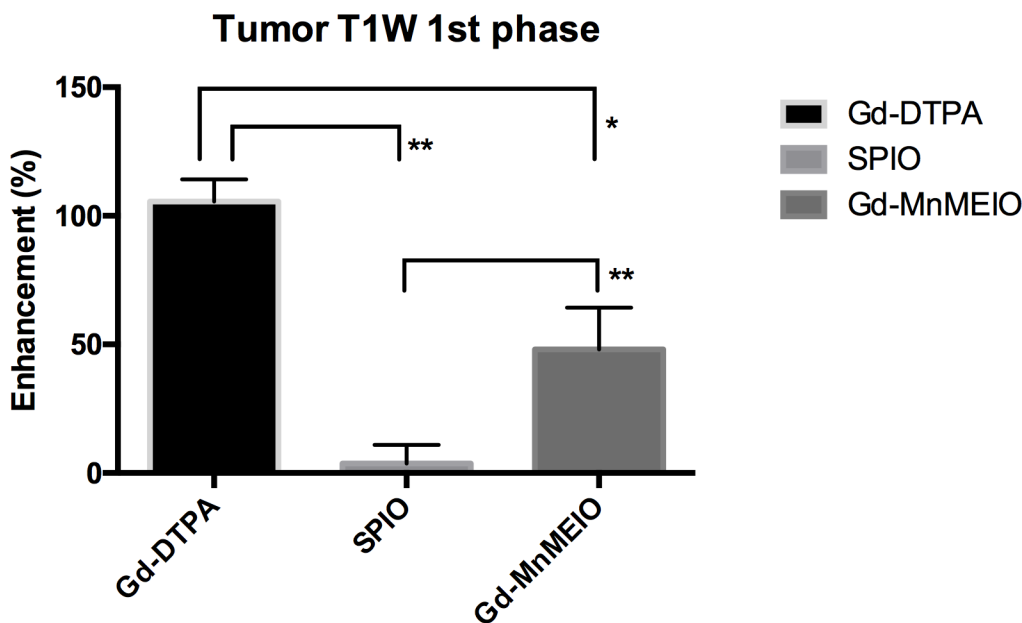 Tumor T1W 1st phase
Enhancement (%)
150
100
50
0
*
**
**
Gd-DTPA
SPIO
Gd-MnMEIO
Gd-DTPA
SPIO
Gd-MnMEIO